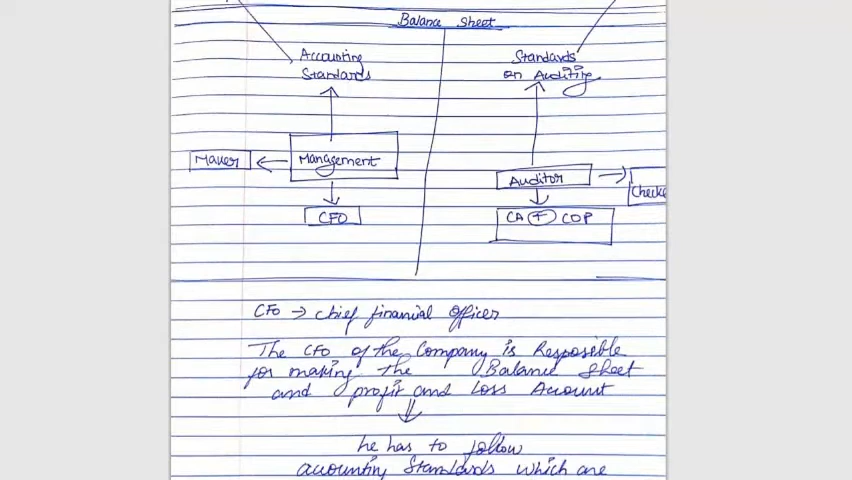 Balance Sheet
Accounting
Standards
Standards
on Auditing
Maker
Management
Auditor
Checke
CFO
CA + COP
CFO → chief financial officer
The CFO of the Company is Resposible
for making the Balance Sheet
and profit and Loss Account
he has to follow
accounting Standards which are